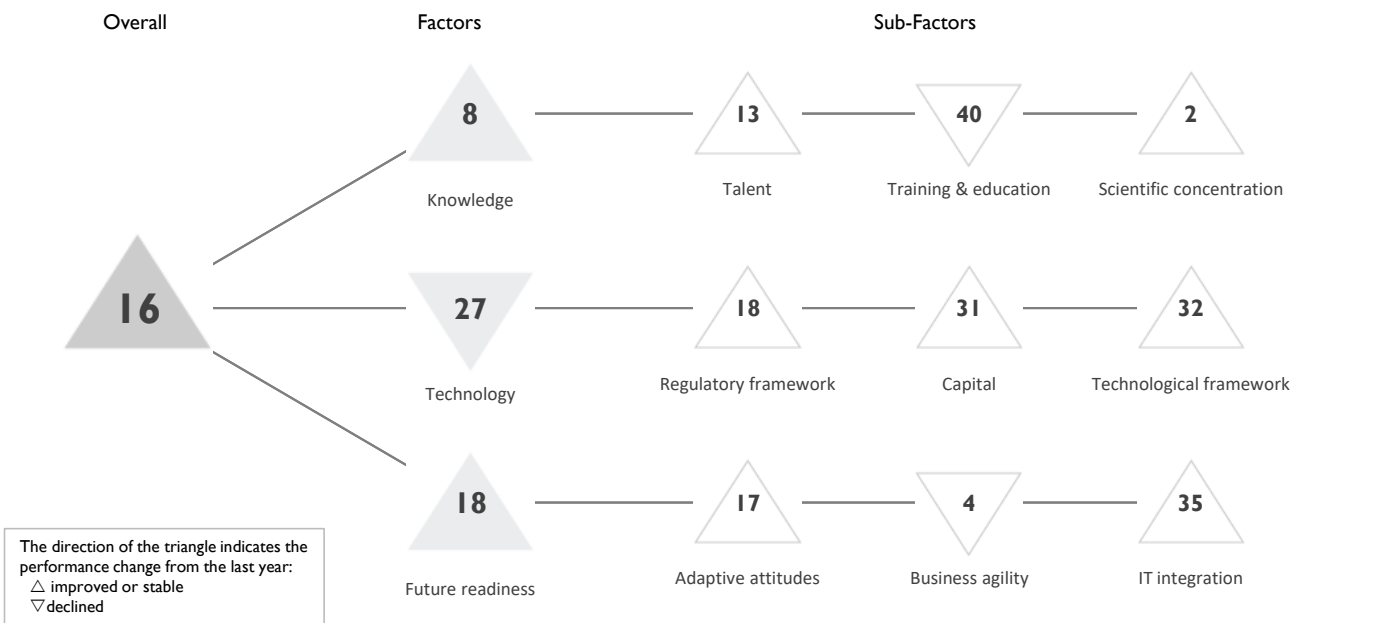 Overall Factors Sub-Factors
8 13 40 2
Knowledge Talent Training & education Scientific concentration
16 27 18 31 32
Technology Regulatory framework Capital Technological framework
18 17 4 35
Future readiness Adaptive attitudes Business agility IT integration
The direction of the triangle indicates the
performance change from the last year:
△ improved or stable
▽ declined